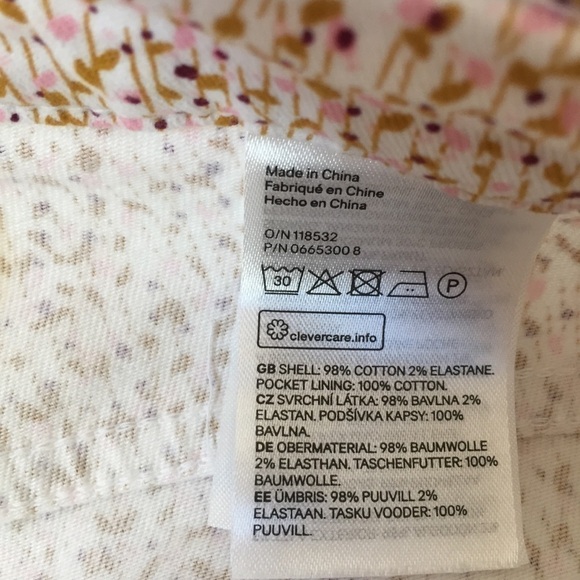 Made in China
Fabriqué en Chine
Hecho en China
O/N 118532
P/N 0665300 8
30 P
clevercare.info
GB SHELL: 98% COTTON 2% ELASTANE.
POCKET LINING: 100% COTTON.
CZ SVRCHNÍ LÁTKA: 98% BAVLNA 2%
ELASTAN. PODŠÍVKA KAPSY: 100%
BAVLNA.
DE OBERMATERIAL: 98% BAUMWOLLE
2% ELASTHAN. TASCHENFUTTER: 100%
BAUMWOLLE.
EE ÜMBRIS: 98% PUUVILL 2%
ELASTAAN. TASKU VOODER: 100%
PUUVILL.